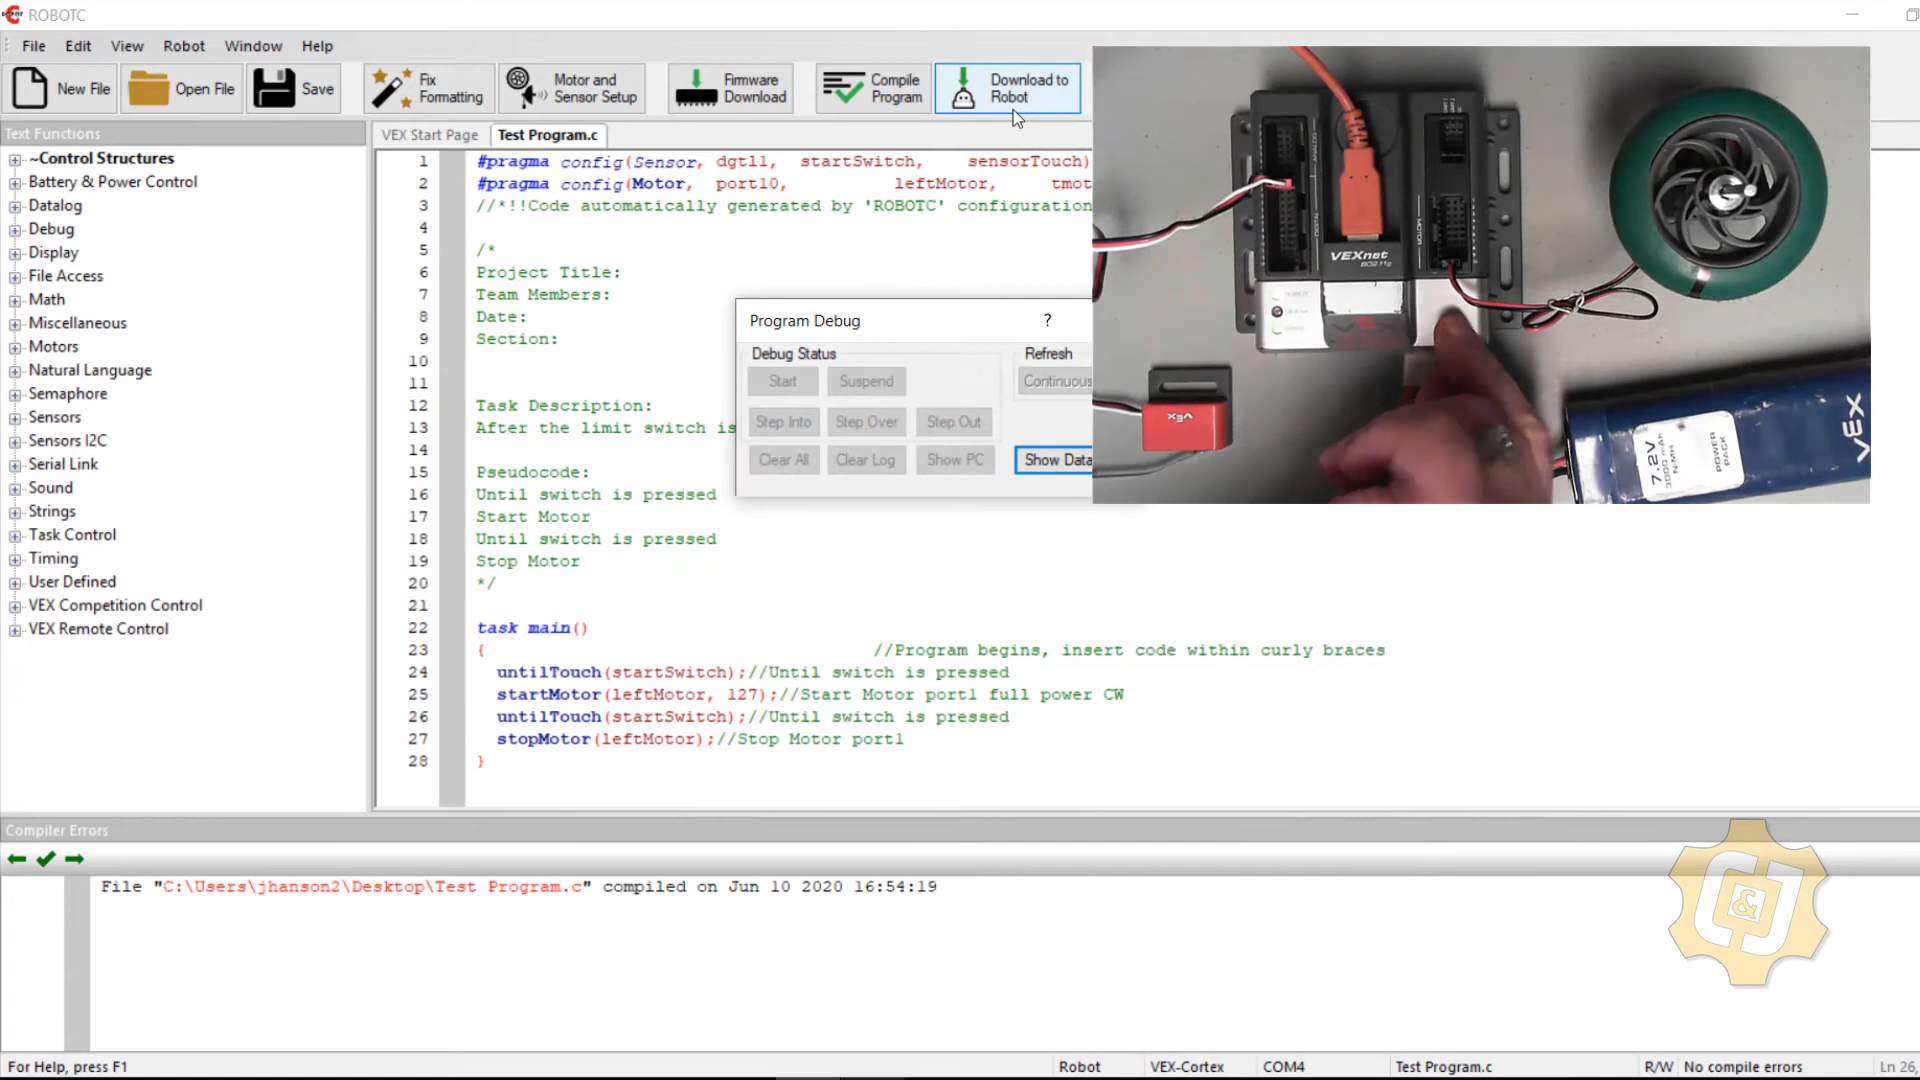 ROBOTC
File Edit View Robot Window Help
New File
Open File
Save
Fix Formatting
Motor and Sensor Setup
Firmware Download
Compile Program
Download to Robot
Text Functions
~Control Structures
Battery & Power Control
Datalog
Debug
Display
File Access
Math
Miscellaneous
Motors
Natural Language
Semaphore
Sensors
Sensors I2C
Serial Link
Sound
Strings
Task Control
Timing
User Defined
VEX Competition Control
VEX Remote Control
VEX Start Page
Test Program.c
1 #pragma config(Sensor, dgtl1, startSwitch, sensorTouch)
2 #pragma config(Motor, port10, leftMotor, tmot
3 //*!!Code automatically generated by 'ROBOTC' configuration
4
5 /*
6 Project Title:
7 Team Members:
8 Date:
9 Section:
10
11
12 Task Description:
13 After the limit switch is
14
15 Pseudocode:
16 Until switch is pressed
17 Start Motor
18 Until switch is pressed
19 Stop Motor
20 */
21
22 task main()
23 { //Program begins, insert code within curly braces
24 untilTouch(startSwitch);//Until switch is pressed
25 startMotor(leftMotor, 127);//Start Motor port1 full power CW
26 untilTouch(startSwitch);//Until switch is pressed
27 stopMotor(leftMotor);//Stop Motor port1
28 }
Program Debug ?
Debug Status
Refresh
Start Suspend Continuous
Step Into Step Over Step Out
Clear All Clear Log Show PC Show Data
VEXnet
MOTOR
VEX
7.2V
3000 mAh
Ni-MH
POWER
PACK
VEX
Compiler Errors
File "C:\Users\jhanson2\Desktop\Test Program.c" compiled on Jun 10 2020 16:54:19
&
For Help, press F1
Robot
VEX-Cortex
COM4
Test Program.c
R/W
No compile errors
Ln 26,